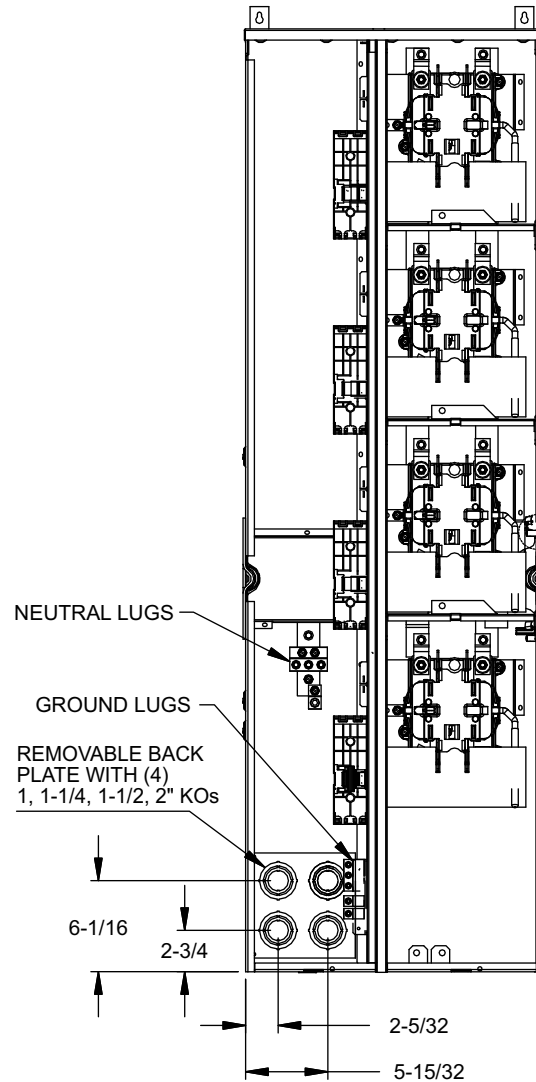 NEUTRAL LUGS
GROUND LUGS
REMOVABLE BACK
PLATE WITH (4)
1, 1-1/4, 1-1/2, 2" KOs
6-1/16
2-3/4
2-5/32
5-15/32